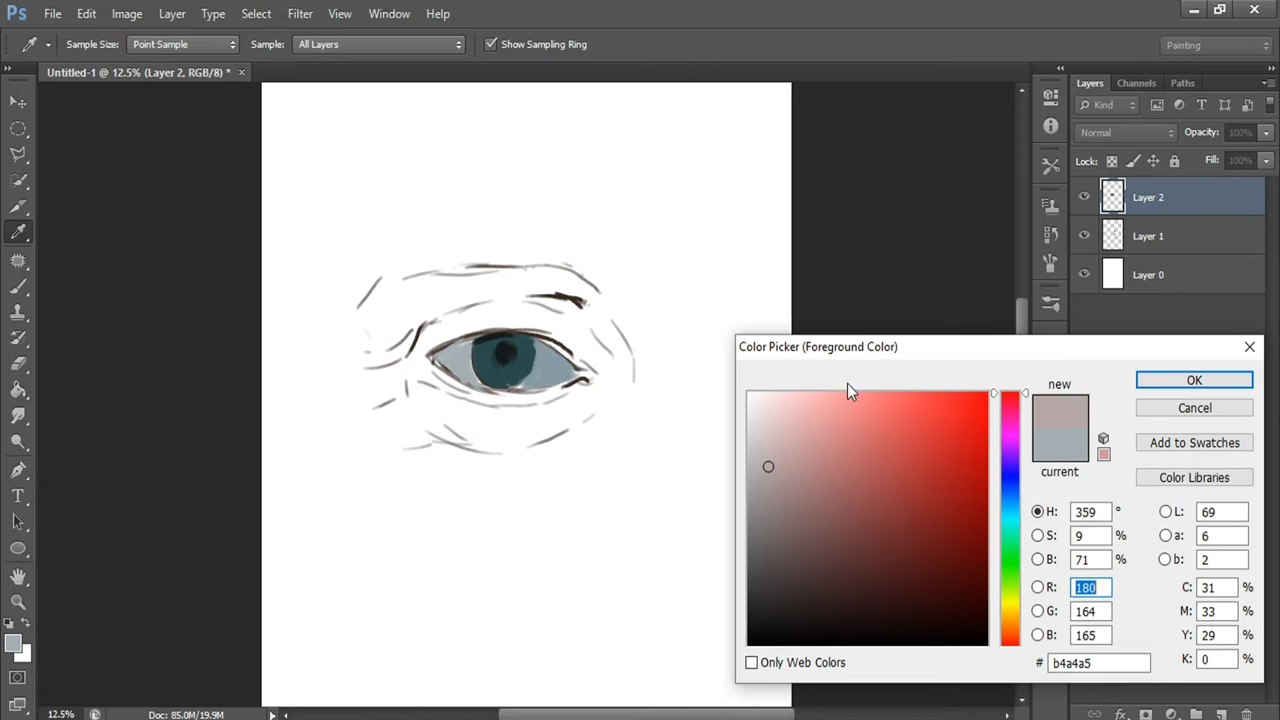 Ps File Edit Image Layer Type Select Filter View Window Help
Sample Size: Point Sample Sample: All Layers Show Sampling Ring Painting
Untitled-1 @ 12.5% (Layer 2, RGB/8) * ×
Layers Channels Paths
Kind
Normal Opacity: 100%
Lock: Fill: 100%
Layer 2
Layer 1
Layer 0
Color Picker (Foreground Color)
new
current
OK
Cancel
Add to Swatches
Color Libraries
H: 359 ° L: 69
S: 9 % a: 6
B: 71 % b: 2
R: 180 C: 31 %
G: 164 M: 33 %
B: 165 Y: 29 %
# b4a4a5 K: 0 %
Only Web Colors
12.5% Doc: 85.0M/19.9M